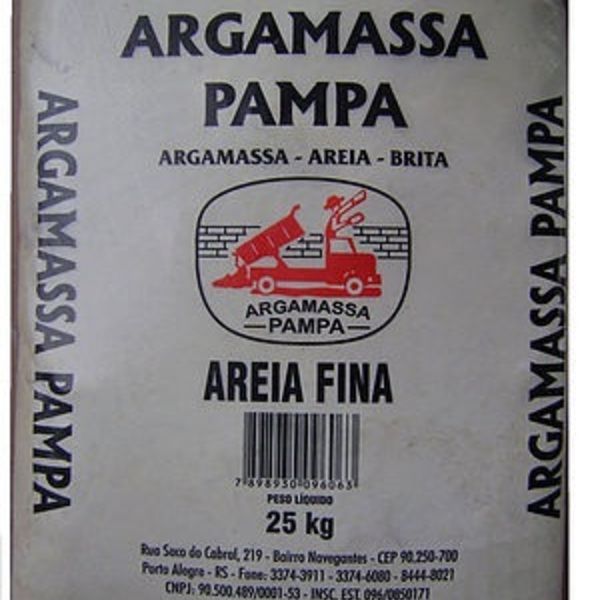 ARGAMASSA
PAMPA
ARGAMASSA - AREIA - BRITA
ARGAMASSA PAMPA
ARGAMASSA
PAMPA
ARGAMASSA PAMPA
AREIA FINA
7 898930 096063
PESO LÍQUIDO
25 kg
Rua Saco do Cabral, 219 - Bairro Navegantes - CEP 90.250-700
Porto Alegre - RS - Fone: 3374-3911 - 3374-6080 - 8444-8021
CNPJ: 90.500.489/0001-53 - INSC. EST. 096/0850171